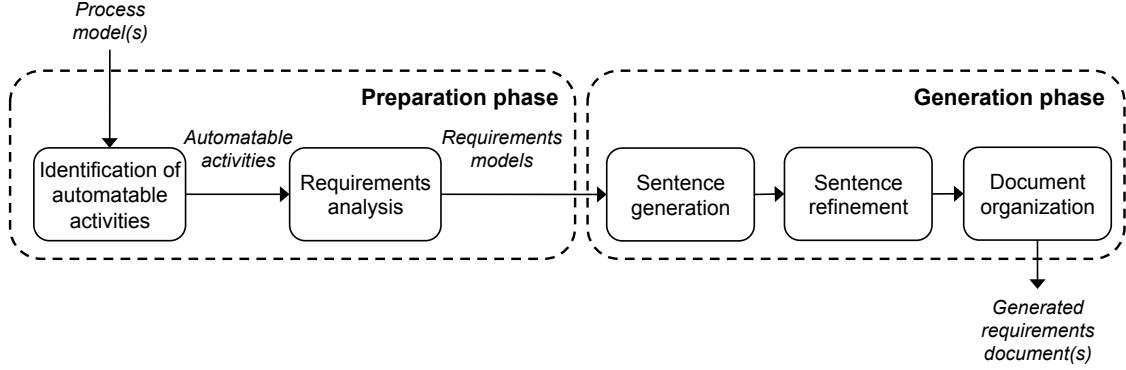 Process
model(s)
Preparation phase
Generation phase
Automatable
activities
Requirements
models
Identification of
automatable
activities
Requirements
analysis
Sentence
generation
Sentence
refinement
Document
organization
Generated
requirements
document(s)